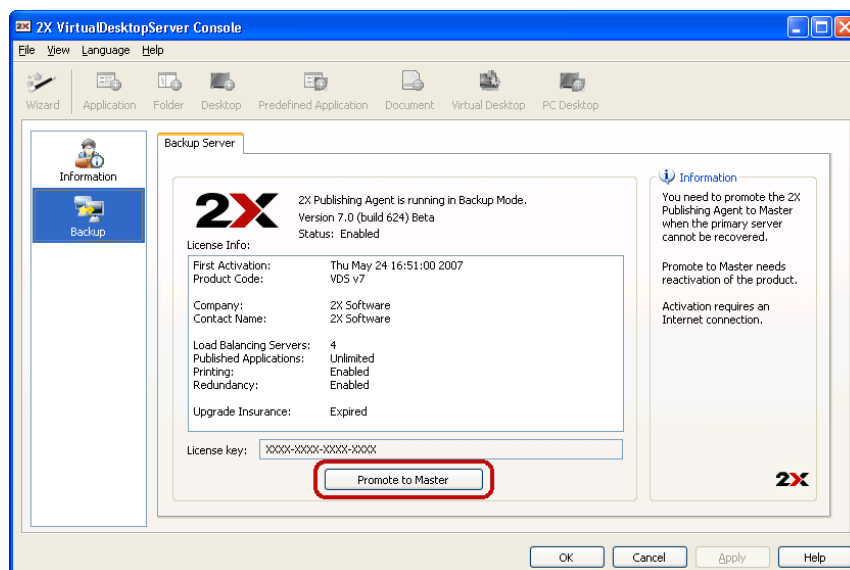 2X VirtualDesktopServer Console
File View Language Help
Wizard Application Folder Desktop Predefined Application Document Virtual Desktop PC Desktop
Information
Backup
Backup Server
2X
2X Publishing Agent is running in Backup Mode.
Version 7.0 (build 624) Beta
Status: Enabled
License Info:
First Activation: Thu May 24 16:51:00 2007
Product Code: VDS v7
Company: 2X Software
Contact Name: 2X Software
Load Balancing Servers: 4
Published Applications: Unlimited
Printing: Enabled
Redundancy: Enabled
Upgrade Insurance: Expired
License key: XXXX-XXXX-XXXX-XXXX
Promote to Master
Information
You need to promote the 2X
Publishing Agent to Master
when the primary server
cannot be recovered.
Promote to Master needs
reactivation of the product.
Activation requires an
Internet connection.
2X
OK Cancel Apply Help